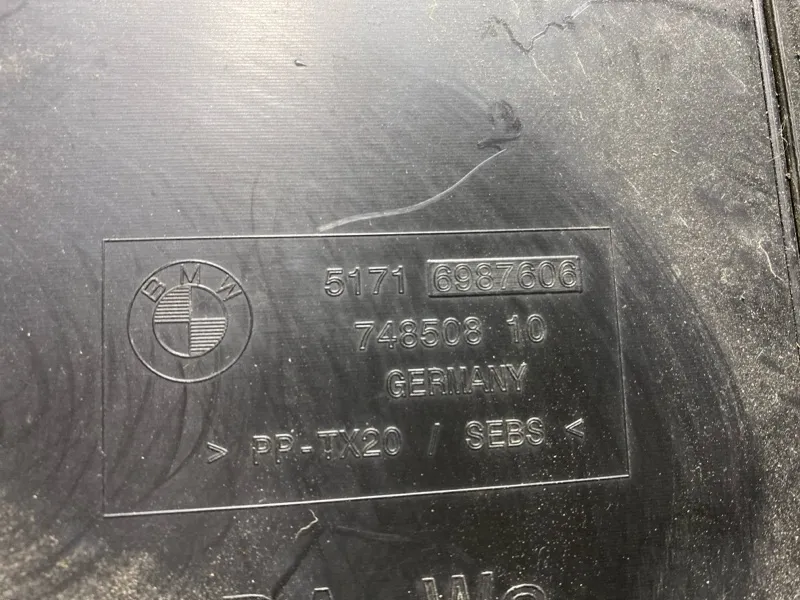 BMW
5171 6987606
748508 10
GERMANY
> PP-TX20 / SEBS <